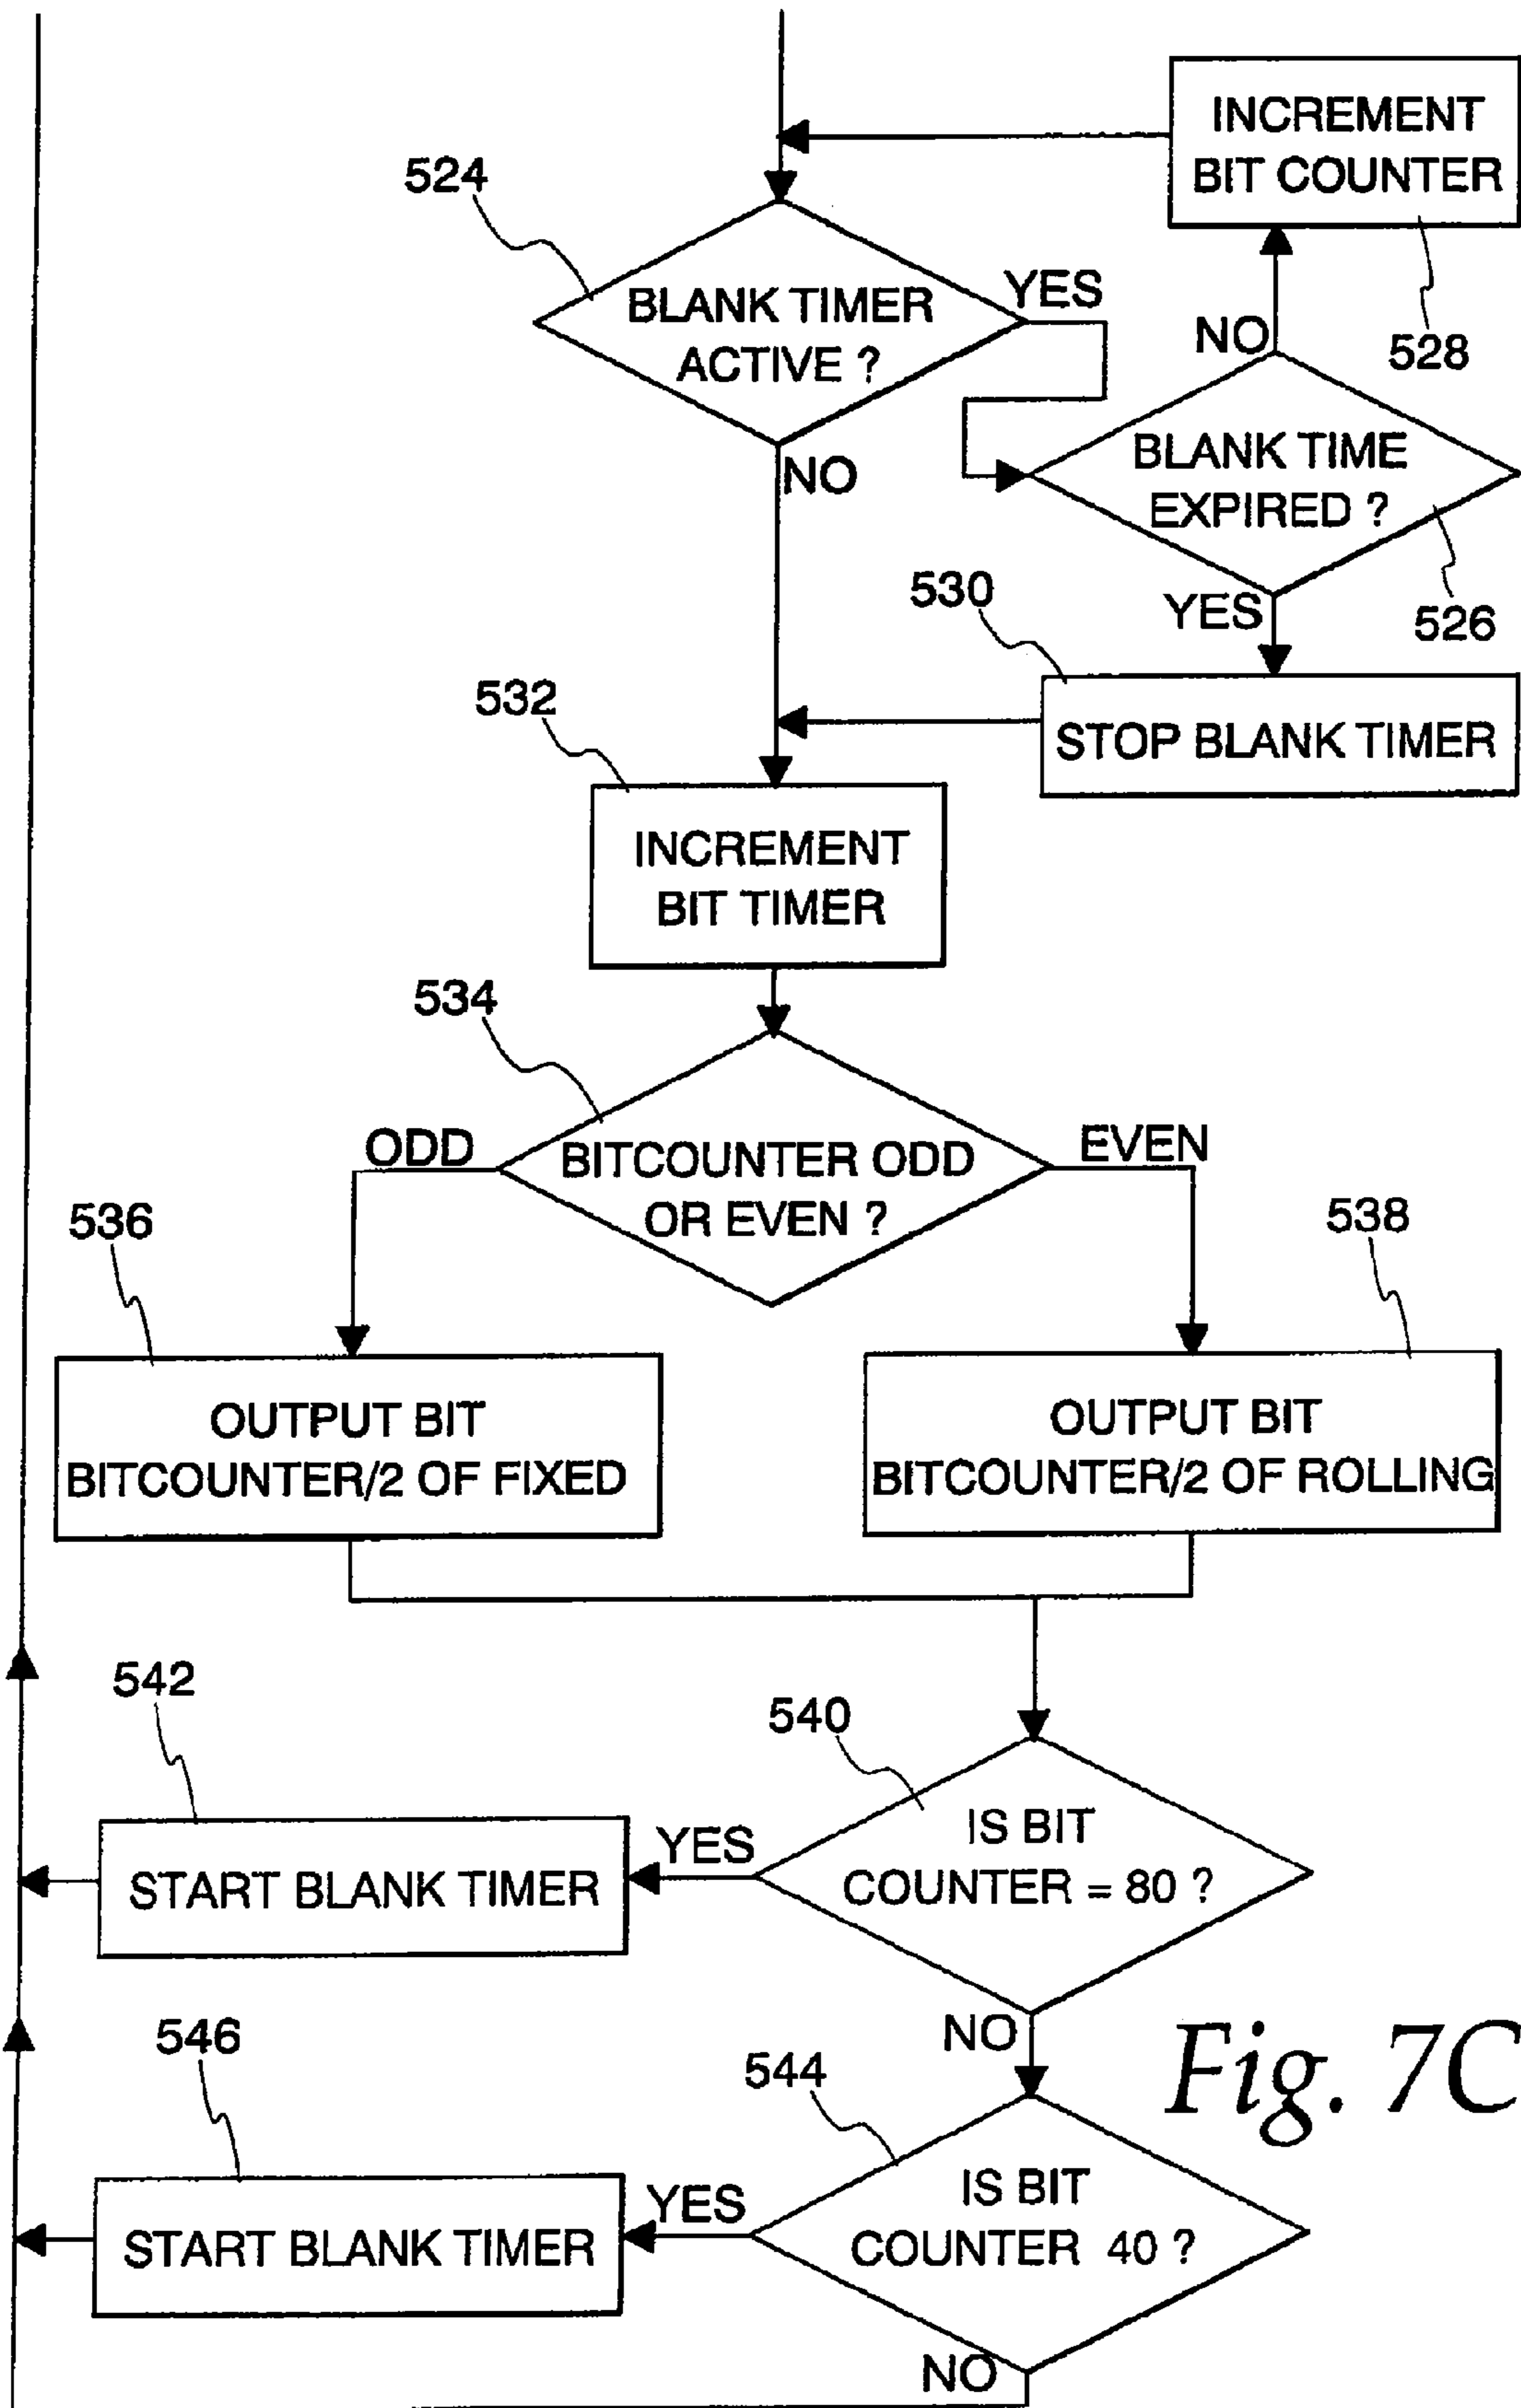 INCREMENT
BIT COUNTER
528
524
BLANK TIMER
ACTIVE ?
YES
NO
NO
BLANK TIME
EXPIRED ?
526
YES
530
STOP BLANK TIMER
532
INCREMENT
BIT TIMER
534
BITCOUNTER ODD
OR EVEN ?
ODD
EVEN
536
OUTPUT BIT
BITCOUNTER/2 OF FIXED
538
OUTPUT BIT
BITCOUNTER/2 OF ROLLING
540
IS BIT
COUNTER = 80 ?
YES
542
START BLANK TIMER
NO
544
IS BIT
COUNTER 40 ?
YES
546
START BLANK TIMER
NO
Fig. 7C